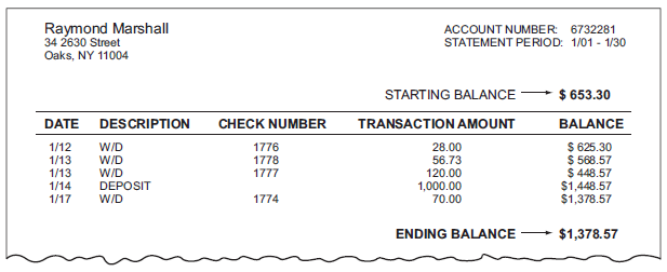 Raymond Marshall
34 2630 Street
Oaks, NY 11004
ACCOUNT NUMBER: 6732281
STATEMENT PERIOD: 1/01 - 1/30
STARTING BALANCE $ 653.30
DATE DESCRIPTION CHECK NUMBER TRANSACTION AMOUNT BALANCE
1/12 W/D 1776 28.00 $ 625.30
1/13 W/D 1778 56.73 $ 568.57
1/13 W/D 1777 120.00 $ 448.57
1/14 DEPOSIT 1,000.00 $1,448.57
1/17 W/D 1774 70.00 $1,378.57
ENDING BALANCE $1,378.57